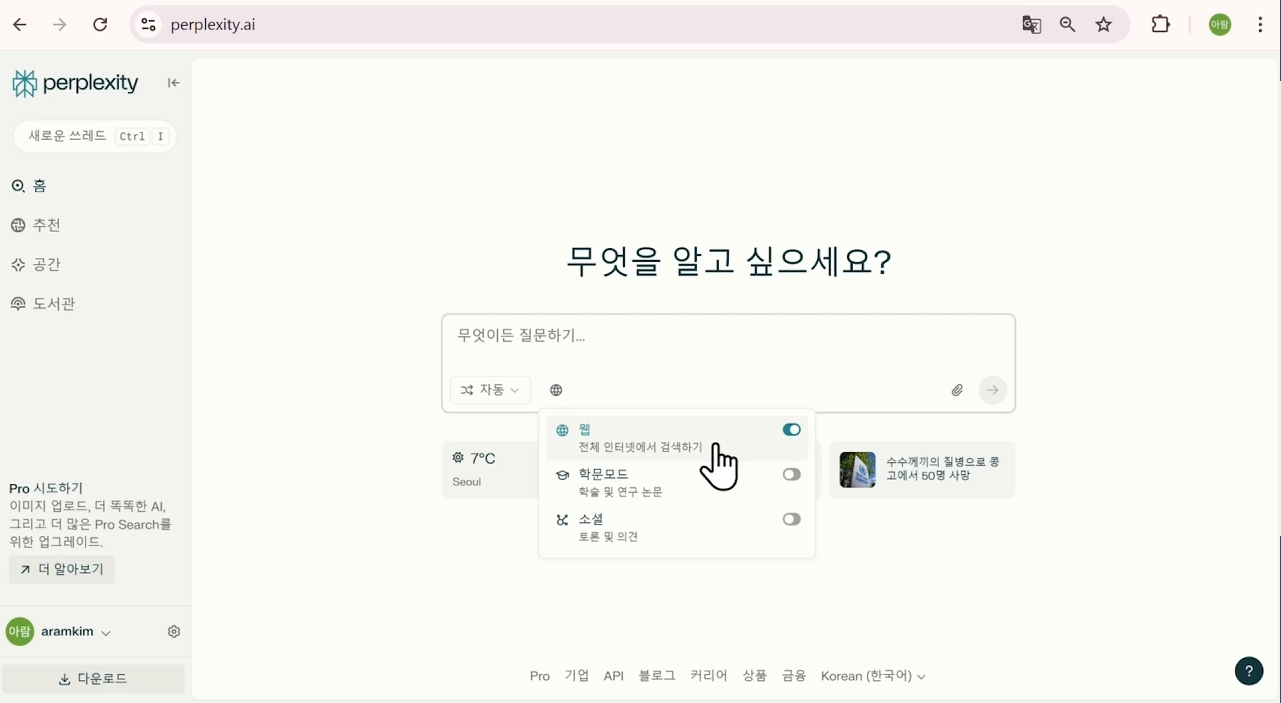 perplexity.ai
아람
perplexity
새로운 쓰레드 Ctrl I
홈
추천
공간
도서관
Pro 시도하기
이미지 업로드, 더 똑똑한 AI,
그리고 더 많은 Pro Search를
위한 업그레이드.
더 알아보기
아람 aramkim
다운로드
무엇을 알고 싶으세요?
무엇이든 질문하기...
자동
웹
전체 인터넷에서 검색하기
학문모드
학술 및 연구 논문
소셜
토론 및 의견
7°C
Seoul
수수께끼의 질병으로 콩
고에서 50명 사망
Pro 기업 API 블로그 커리어 상품 금융 Korean (한국어)
?